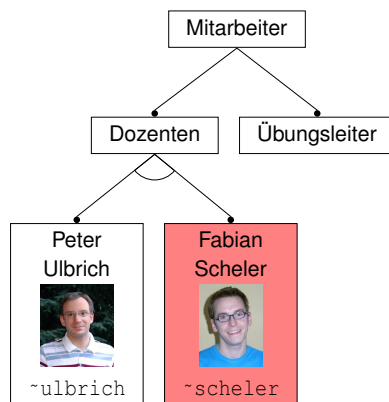 Mitarbeiter
Dozenten
Übungsleiter
Peter
Ulbrich
~ulbrich
Fabian
Scheler
~scheler